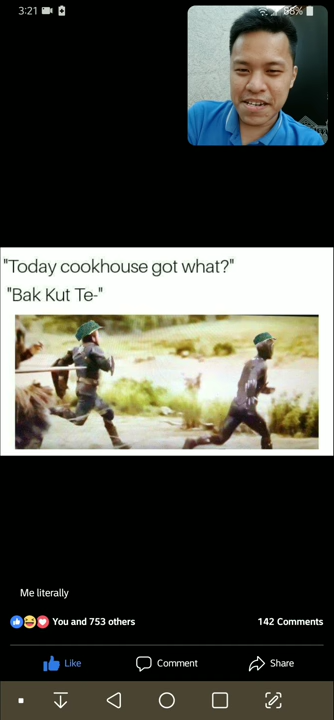 3:21
88%
"Today cookhouse got what?"
"Bak Kut Te-"
Me literally
You and 753 others
142 Comments
Like
Comment
Share